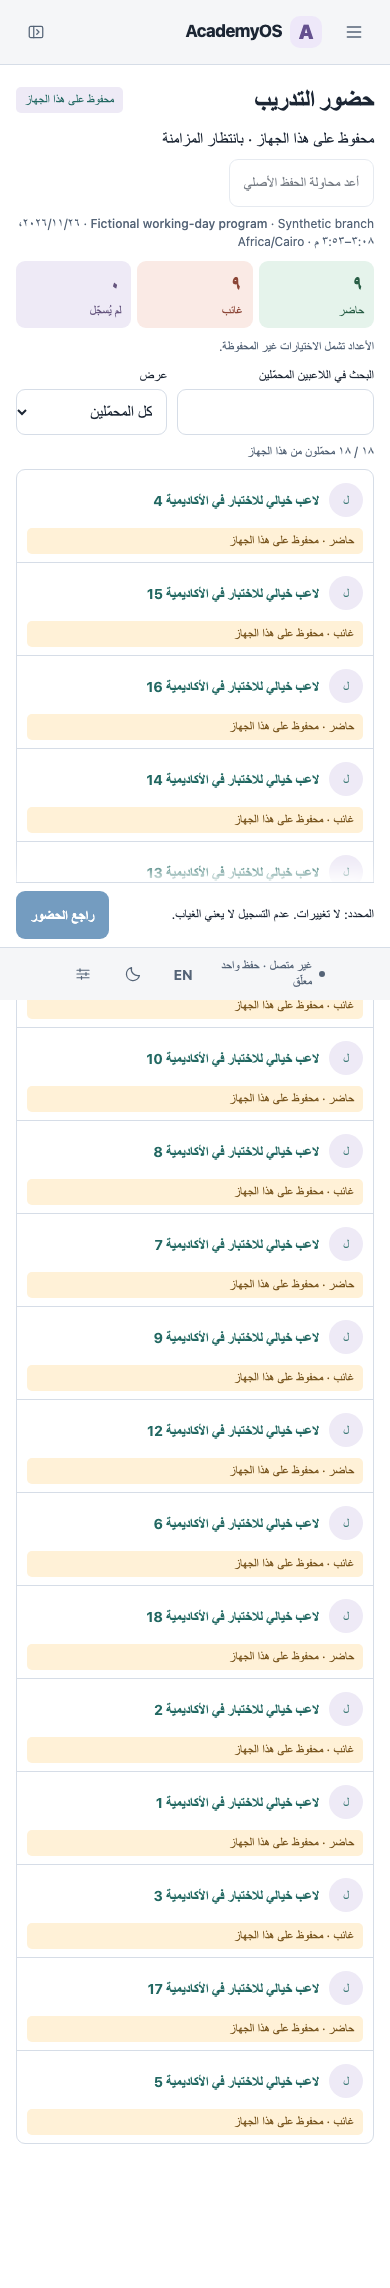 A AcademyOS
حضور التدريب
محفوظ على هذا الجهاز
محفوظ على هذا الجهاز · بانتظار المزامنة
أعد محاولة الحفظ الأصلي
Fictional working-day program · Synthetic branch · ٢٠٢٦/١١/٢٦،
٣:٠٨–٣:٥٣ م · Africa/Cairo
٩
حاضر
٩
غائب
٠
لم يُسجَّل
الأعداد تشمل الاختيارات غير المحفوظة.
البحث في اللاعبين المحمّلين
عرض
كل المحمّلين
١٨ / ١٨ محمّلون من هذا الجهاز
ل
لاعب خيالي للاختبار في الأكاديمية 4
حاضر · محفوظ على هذا الجهاز
ل
لاعب خيالي للاختبار في الأكاديمية 15
غائب · محفوظ على هذا الجهاز
ل
لاعب خيالي للاختبار في الأكاديمية 16
حاضر · محفوظ على هذا الجهاز
ل
لاعب خيالي للاختبار في الأكاديمية 14
غائب · محفوظ على هذا الجهاز
ل
لاعب خيالي للاختبار في الأكاديمية 13
المحدد: لا تغييرات. عدم التسجيل لا يعني الغياب.
راجع الحضور
غير متصل · حفظ واحد
معلّق
EN
غائب · محفوظ على هذا الجهاز
ل
لاعب خيالي للاختبار في الأكاديمية 10
حاضر · محفوظ على هذا الجهاز
ل
لاعب خيالي للاختبار في الأكاديمية 8
غائب · محفوظ على هذا الجهاز
ل
لاعب خيالي للاختبار في الأكاديمية 7
حاضر · محفوظ على هذا الجهاز
ل
لاعب خيالي للاختبار في الأكاديمية 9
غائب · محفوظ على هذا الجهاز
ل
لاعب خيالي للاختبار في الأكاديمية 12
حاضر · محفوظ على هذا الجهاز
ل
لاعب خيالي للاختبار في الأكاديمية 6
غائب · محفوظ على هذا الجهاز
ل
لاعب خيالي للاختبار في الأكاديمية 18
حاضر · محفوظ على هذا الجهاز
ل
لاعب خيالي للاختبار في الأكاديمية 2
غائب · محفوظ على هذا الجهاز
ل
لاعب خيالي للاختبار في الأكاديمية 1
حاضر · محفوظ على هذا الجهاز
ل
لاعب خيالي للاختبار في الأكاديمية 3
غائب · محفوظ على هذا الجهاز
ل
لاعب خيالي للاختبار في الأكاديمية 17
حاضر · محفوظ على هذا الجهاز
ل
لاعب خيالي للاختبار في الأكاديمية 5
غائب · محفوظ على هذا الجهاز